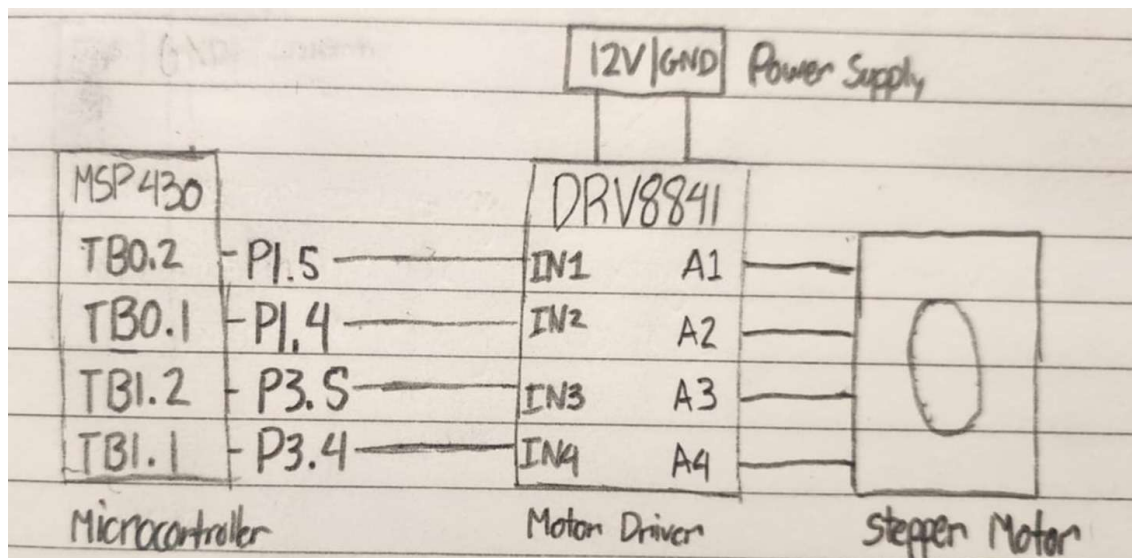 12V|GND Power Supply
MSP430 DRV8841
TB0.2 P1.5 IN1 A1
TB0.1 P1.4 IN2 A2
TB1.2 P3.5 IN3 A3
TB1.1 P3.4 IN4 A4
Microcontroller Motor Driver Stepper Motor